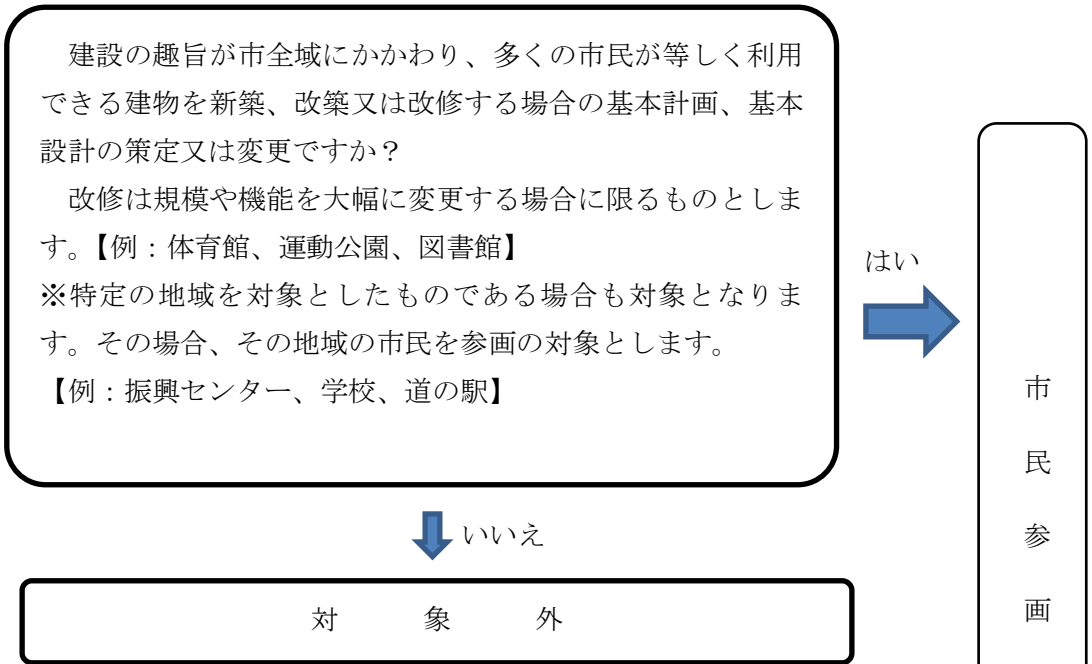 建設の趣旨が市全域にかかわり、多くの市民が等しく利用
できる建物を新築、改築又は改修する場合の基本計画、基本
設計の策定又は変更ですか？
　改修は規模や機能を大幅に変更する場合に限るものとしま
す。【例：体育館、運動公園、図書館】
※特定の地域を対象としたものである場合も対象となりま
す。その場合、その地域の市民を参画の対象とします。
【例：振興センター、学校、道の駅】
はい
いいえ
対　象　外
市民参画